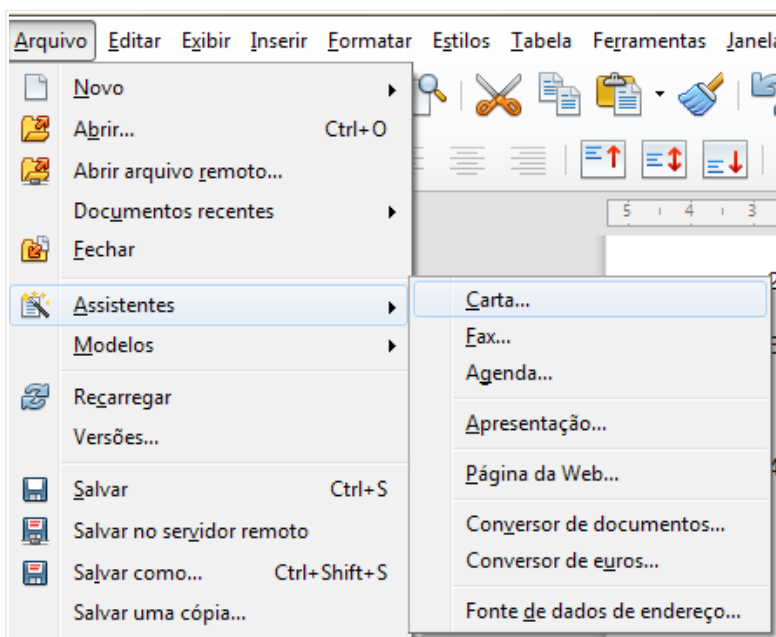 Arquivo Editar Exibir Inserir Formatar Estilos Tabela Ferramentas Janela
Novo
Abrir... Ctrl+O
Abrir arquivo remoto...
Documentos recentes
5 4 3
Fechar
Assistentes
Carta...
Modelos
Fax...
Agenda...
Recarregar
Apresentação...
Versões...
Página da Web...
Salvar Ctrl+S
Conversor de documentos...
Salvar no servidor remoto
Conversor de euros...
Salvar como... Ctrl+Shift+S
Salvar uma cópia...
Fonte de dados de endereço...